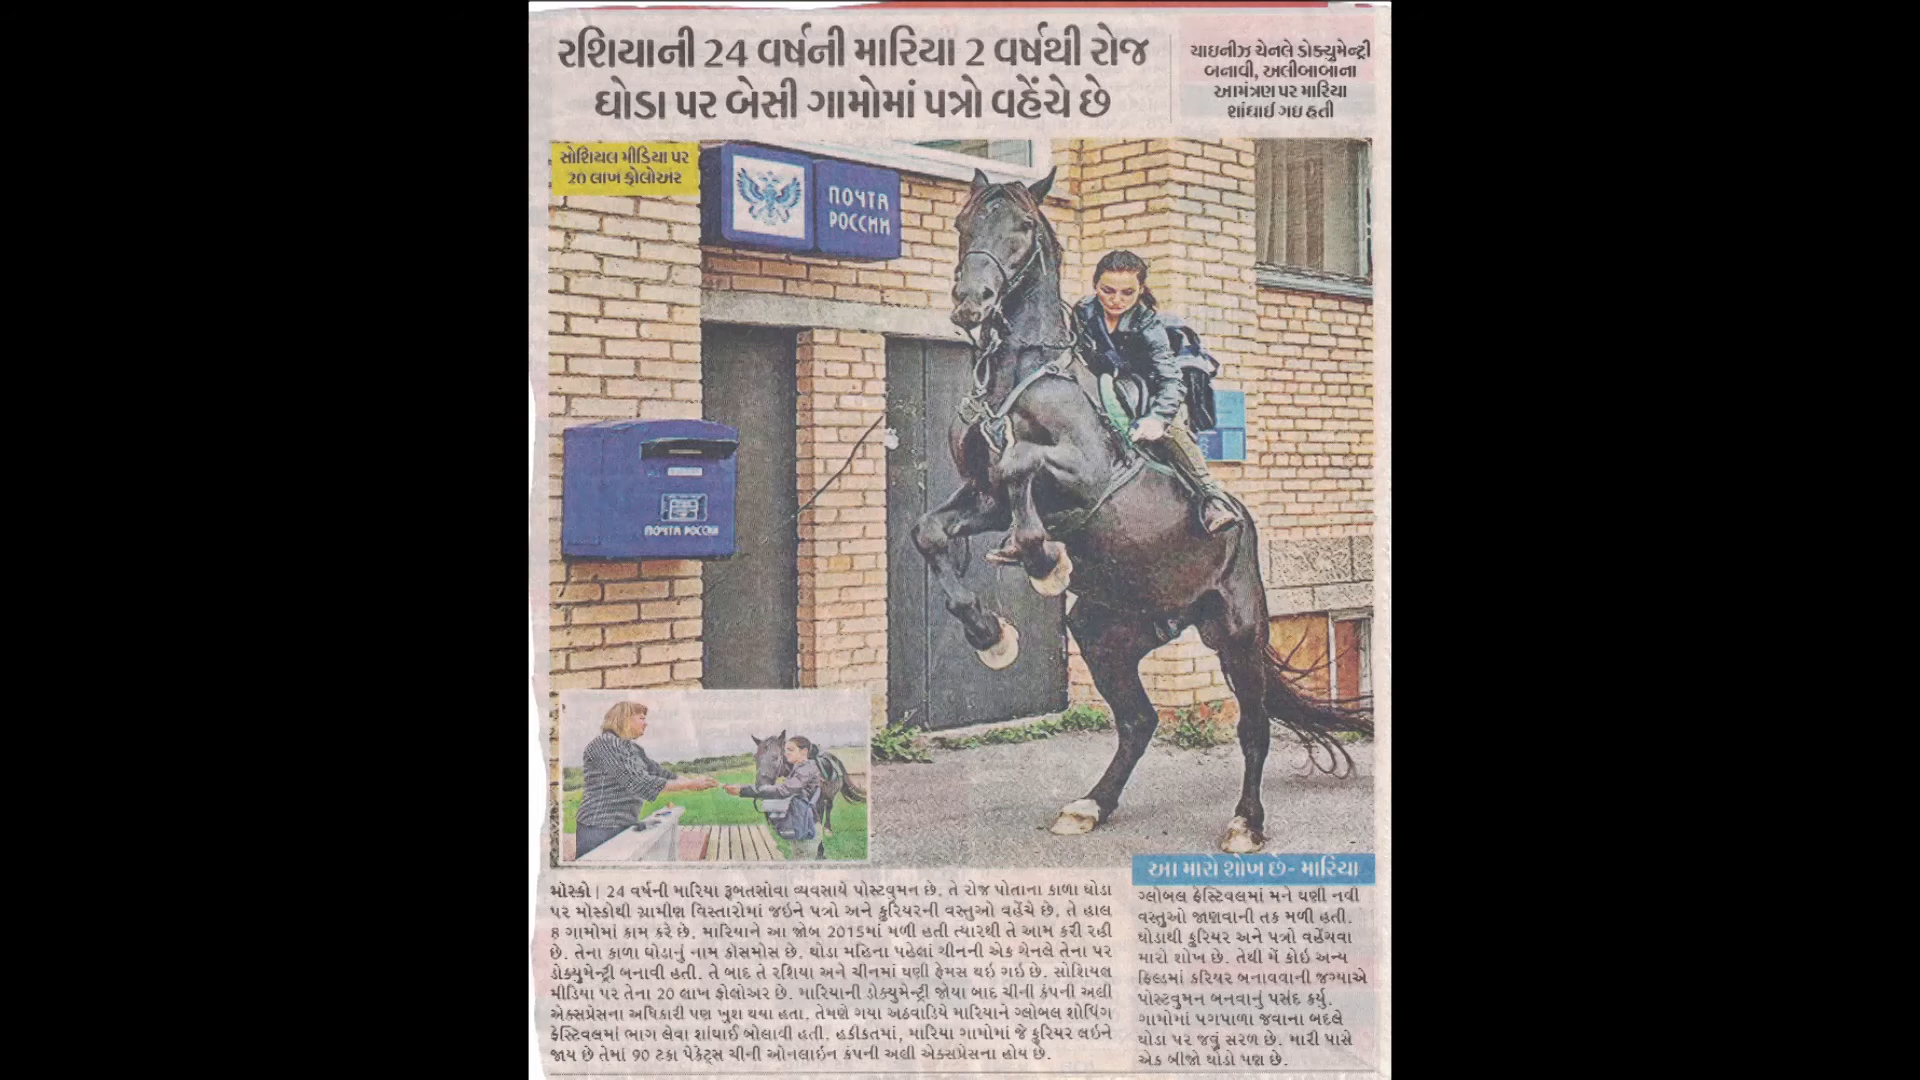 રશિયાની 24 વર્ષની મારિયા 2 વર્ષથી રોજ
ઘોડા પર બેસી ગામોમાં પત્રો વહેંચે છે
ચાઇનીઝ ચેનલે ડોક્યુમેન્ટ્રી
બનાવી, અલીબાબાના
આમંત્રણ પર મારિયા
શાંઘાઈ ગઇ હતી
સોશિયલ મીડિયા પર
20 લાખ ફોલોઅર
ПОЧТА
РОССИИ
ПОЧТА РОССИИ
મોસ્કો | 24 વર્ષની મારિયા રૂબતસોવા વ્યવસાયે પોસ્ટવુમન છે. તે રોજ પોતાના કાળા ઘોડા
પર મોસ્કોથી ગ્રામીણ વિસ્તારોમાં જઇને પત્રો અને કુરિયરની વસ્તુઓ વહેંચે છે. તે હાલ
8 ગામોમાં કામ કરે છે. મારિયાને આ જોબ 2015માં મળી હતી ત્યારથી તે આમ કરી રહી
છે. તેના કાળા ઘોડાનું નામ કોસમોસ છે. થોડા મહિના પહેલાં ચીનની એક ચેનલે તેના પર
ડોક્યુમેન્ટ્રી બનાવી હતી. તે બાદ તે રશિયા અને ચીનમાં ઘણી ફેમસ થઇ ગઇ છે. સોશિયલ
મીડિયા પર તેના 20 લાખ ફોલોઅર છે. મારિયાની ડોક્યુમેન્ટ્રી જોયા બાદ ચીની કંપની અલી
એક્સપ્રેસના અધિકારી પણ ખુશ થયા હતા. તેમણે ગયા અઠવાડિયે મારિયાને ગ્લોબલ શોપિંગ
ફેસ્ટિવલમાં ભાગ લેવા શાંઘાઈ બોલાવી હતી. હકીકતમાં, મારિયા ગામોમાં જે કુરિયર લઇને
જાય છે તેમાં 90 ટકા પેકેટ્સ ચીની ઓનલાઇન કંપની અલી એક્સપ્રેસના હોય છે.
આ મારો શોખ છે- મારિયા
ગ્લોબલ ફેસ્ટિવલમાં મને ઘણી નવી
વસ્તુઓ જાણવાની તક મળી હતી.
ઘોડાથી કુરિયર અને પત્રો વહેંચવા
મારો શોખ છે. તેથી મેં કોઇ અન્ય
ફિલ્ડમાં કરિયર બનાવવાની જગ્યાએ
પોસ્ટવુમન બનવાનું પસંદ કર્યુ.
ગામોમાં પગપાળા જવાના બદલે
ઘોડા પર જવું સરળ છે. મારી પાસે
એક બીજો ઘોડો પણ છે.